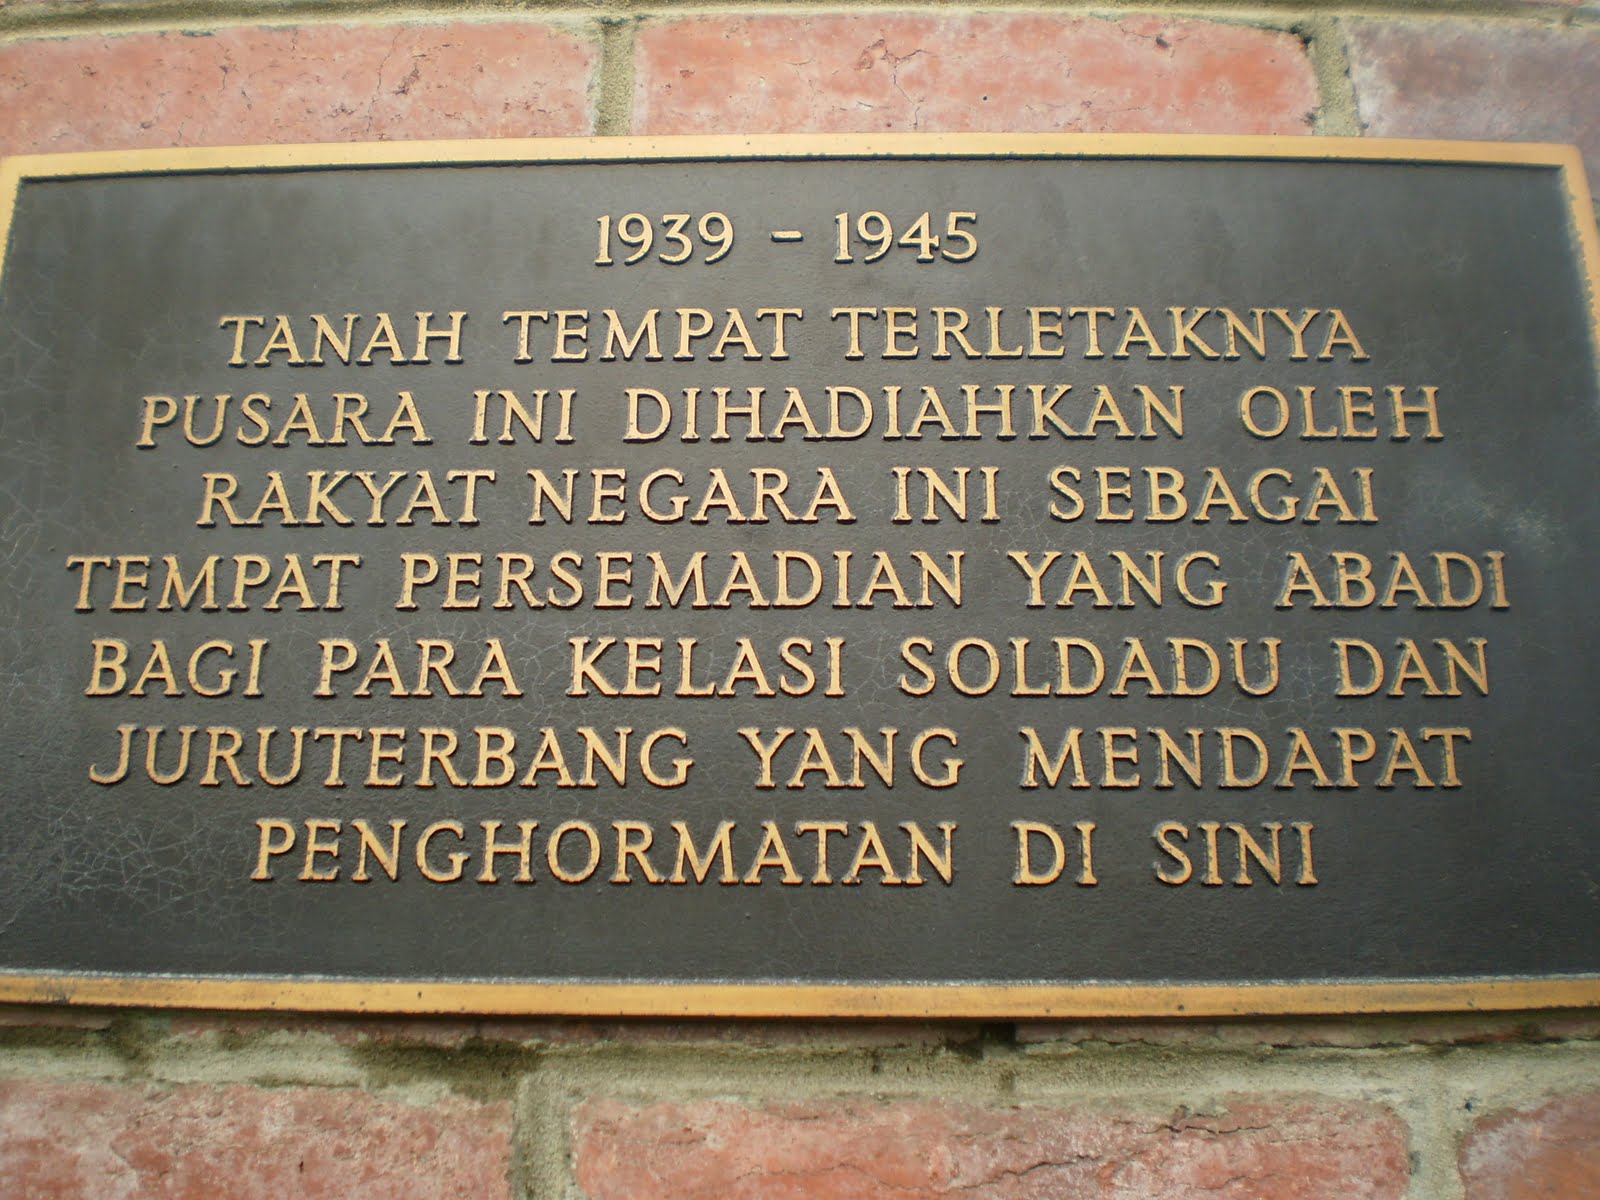 1939 - 1945
TANAH TEMPAT TERLETAKNYA
PUSARA INI DIHADIAHKAN OLEH
RAKYAT NEGARA INI SEBAGAI
TEMPAT PERSEMADIAN YANG ABADI
BAGI PARA KELASI SOLDADU DAN
JURUTERBANG YANG MENDAPAT
PENGHORMATAN DI SINI